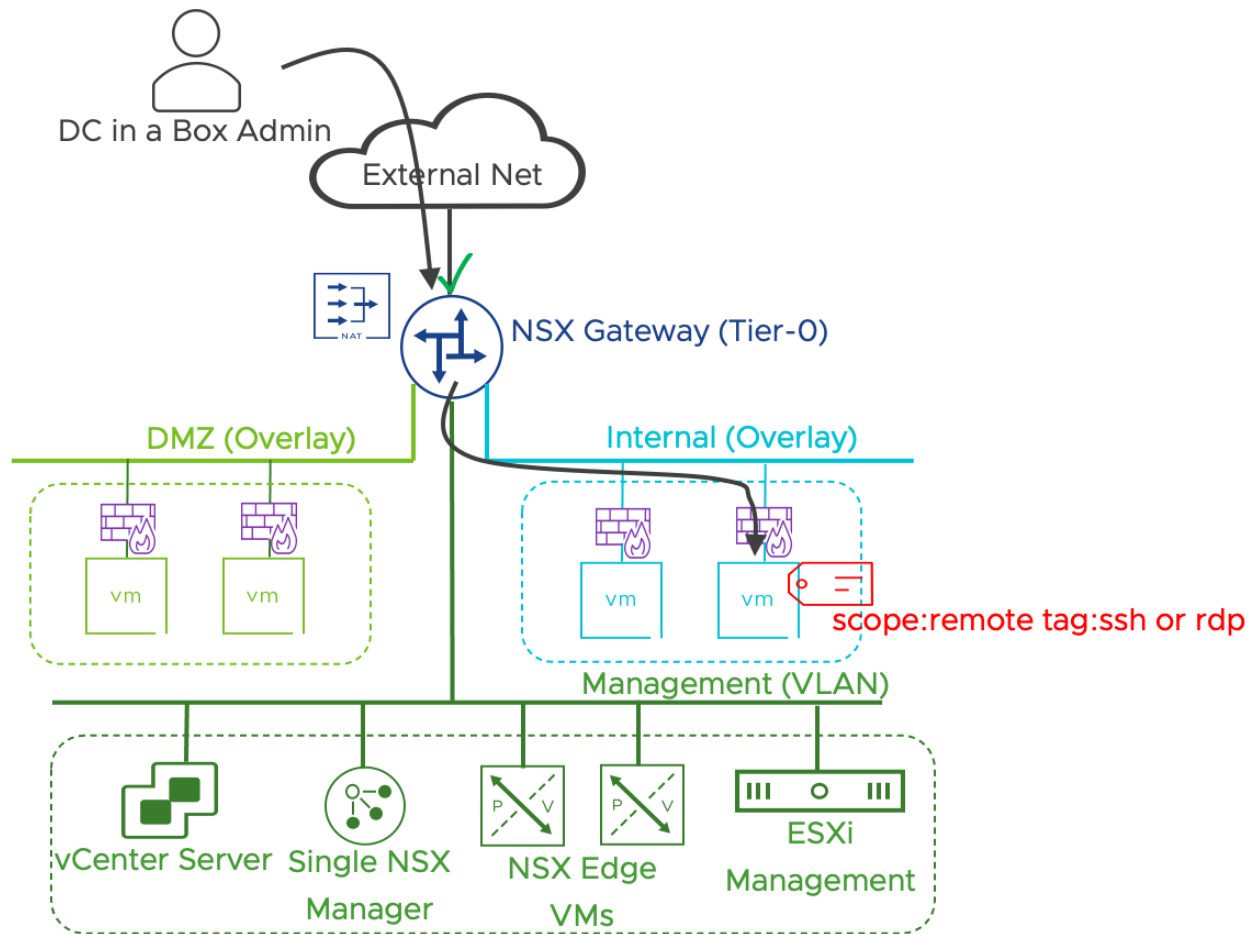 DC in a Box Admin
External Net
NAT
NSX Gateway (Tier-0)
DMZ (Overlay)
Internal (Overlay)
vm
vm
vm
vm
scope:remote tag:ssh or rdp
Management (VLAN)
P V
P V
vCenter Server
Single NSX
Manager
NSX Edge
VMs
ESXi
Management